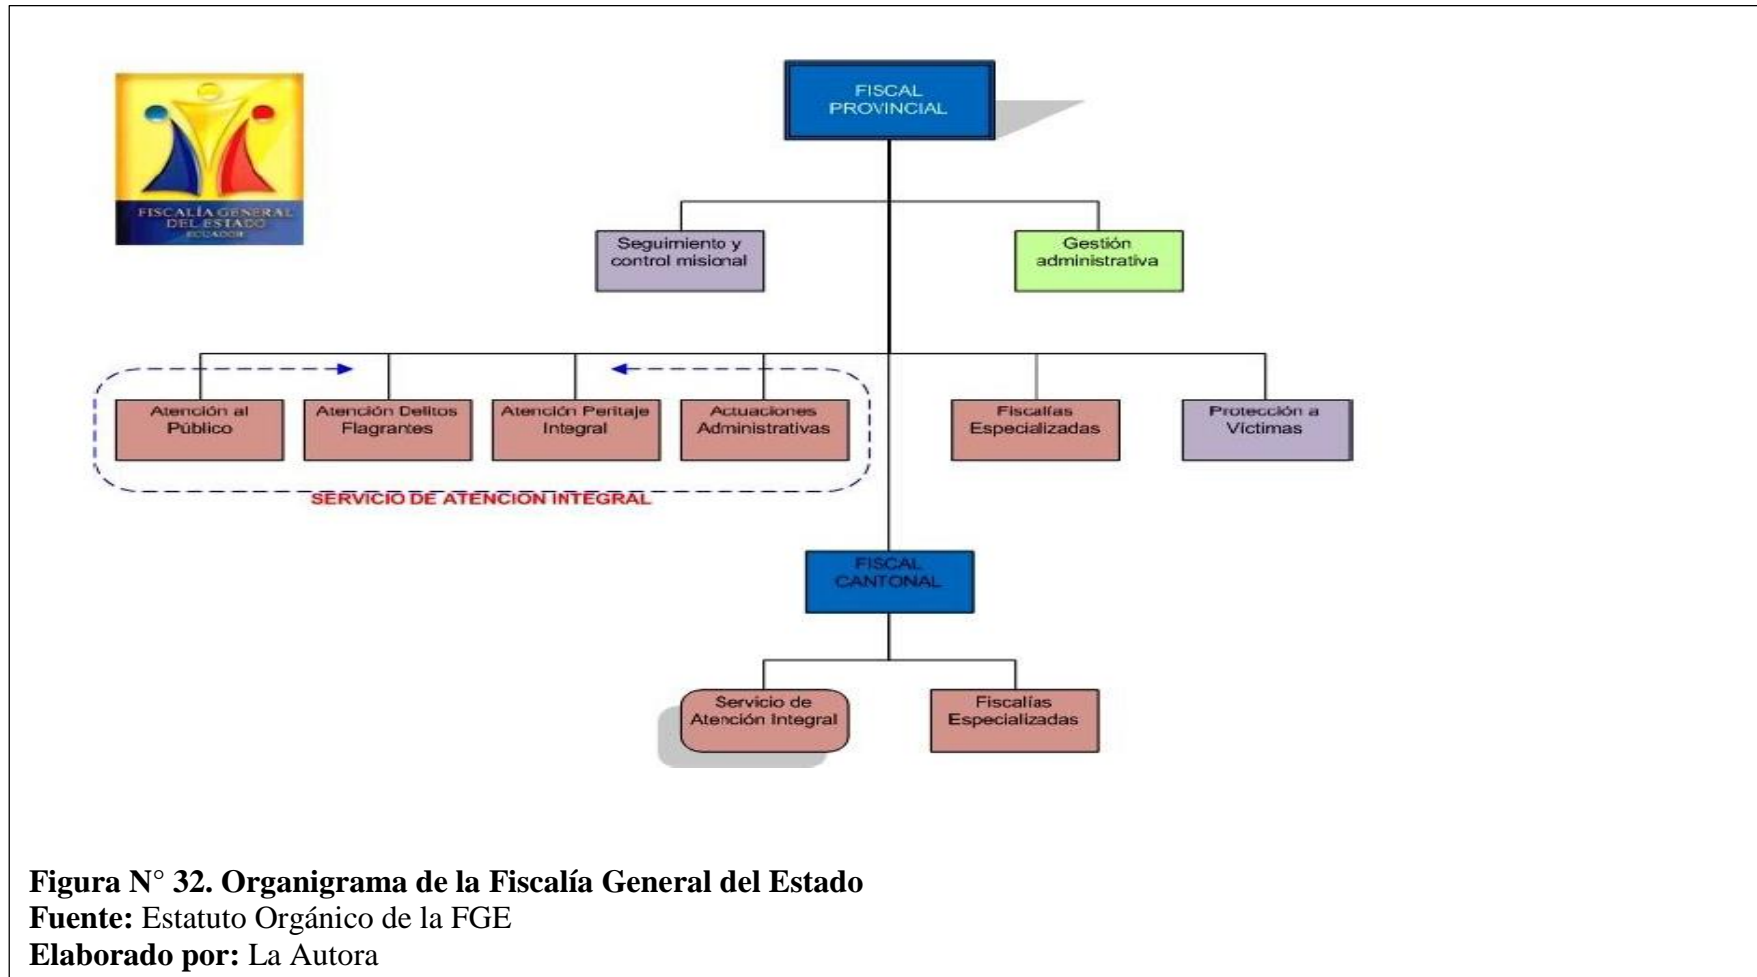 FISCAL
PROVINCIAL
FISCALÍA GENERAL
DEL ESTADO
ECUADOR
Seguimiento y
control misional
Gestión
administrativa
Atención al
Público
Atención Delitos
Flagrantes
Atención Peritaje
Integral
Actuaciones
Administrativas
Fiscalías
Especializadas
Protección a
Víctimas
SERVICIO DE ATENCION INTEGRAL
FISCAL
CANTONAL
Servicio de
Atención Integral
Fiscalías
Especializadas
Figura N° 32. Organigrama de la Fiscalía General del Estado
Fuente: Estatuto Orgánico de la FGE
Elaborado por: La Autora